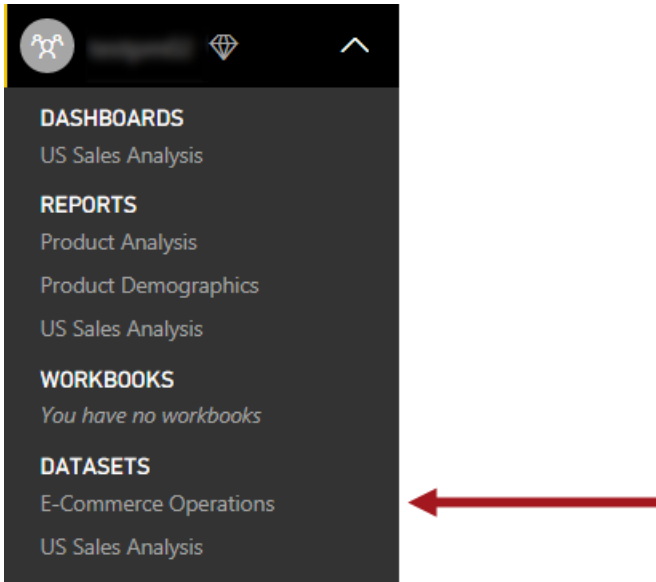 DASHBOARDS
US Sales Analysis
REPORTS
Product Analysis
Product Demographics
US Sales Analysis
WORKBOOKS
You have no workbooks
DATASETS
E-Commerce Operations
US Sales Analysis